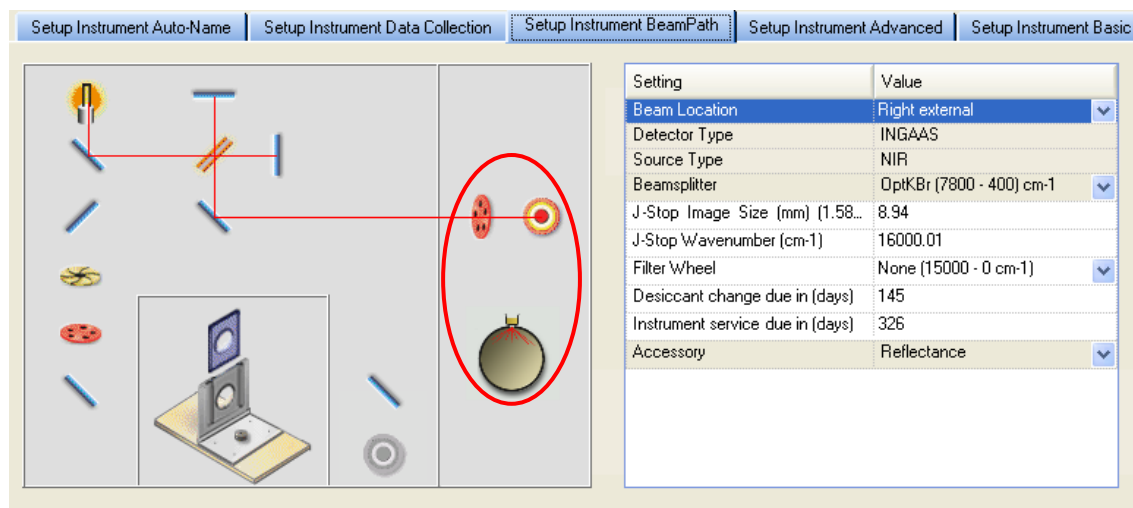 Setup Instrument Auto-Name Setup Instrument Data Collection Setup Instrument BeamPath Setup Instrument Advanced Setup Instrument Basic
Setting Value
Beam Location Right external
Detector Type INGAAS
Source Type NIR
Beamsplitter OptKBr (7800 - 400) cm-1
J-Stop Image Size (mm) (1.58... 8.94
J-Stop Wavenumber (cm-1) 16000.01
Filter Wheel None (15000 - 0 cm-1)
Desiccant change due in (days) 145
Instrument service due in (days) 326
Accessory Reflectance